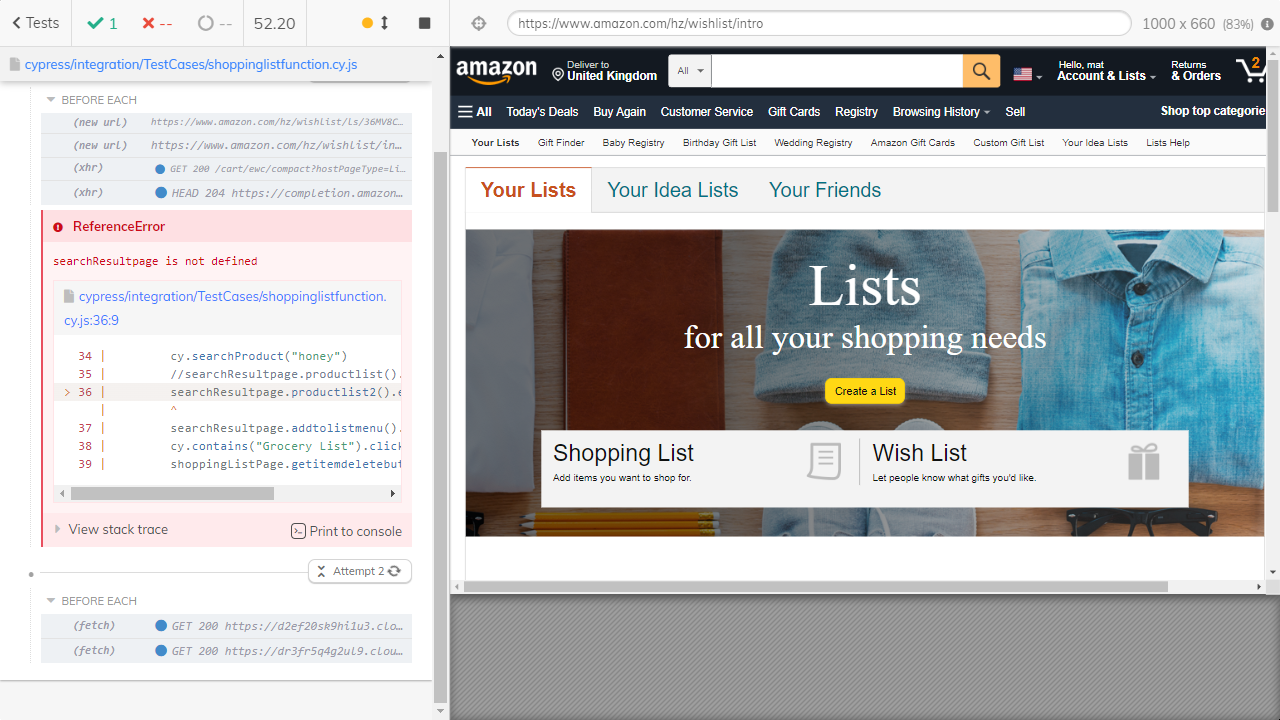 Tests
1
--
--
52.20
https://www.amazon.com/hz/wishlist/intro
1000 x 660 (83%)
cypress/integration/TestCases/shoppinglistfunction.cy.js
BEFORE EACH
(new url) https://www.amazon.com/hz/wishlist/ls/36MV8C...
(new url) https://www.amazon.com/hz/wishlist/in...
(xhr) GET 200 /cart/ewc/compact?hostPageType=Li...
(xhr) HEAD 204 https://completion.amazon...
ReferenceError
searchResultpage is not defined
cypress/integration/TestCases/shoppinglistfunction.
cy.js:36:9
34 | cy.searchProduct("honey")
35 | //searchResultpage.productlist().
> 36 | searchResultpage.productlist2().e
| ^
37 | searchResultpage.addtolistmenu().
38 | cy.contains("Grocery List").click
39 | shoppingListPage.getitemdeletebut
View stack trace
Print to console
Attempt 2
BEFORE EACH
(fetch) GET 200 https://d2ef20sk9hi1u3.clo...
(fetch) GET 200 https://dr3fr5q4g2ul9.clou...
amazon
Deliver to
United Kingdom
All
Hello, mat
Account & Lists
Returns
& Orders
2
All
Today's Deals
Buy Again
Customer Service
Gift Cards
Registry
Browsing History
Sell
Shop top categorie
Your Lists
Gift Finder
Baby Registry
Birthday Gift List
Wedding Registry
Amazon Gift Cards
Custom Gift List
Your Idea Lists
Lists Help
Your Lists
Your Idea Lists
Your Friends
Lists
for all your shopping needs
Create a List
Shopping List
Add items you want to shop for.
Wish List
Let people know what gifts you'd like.